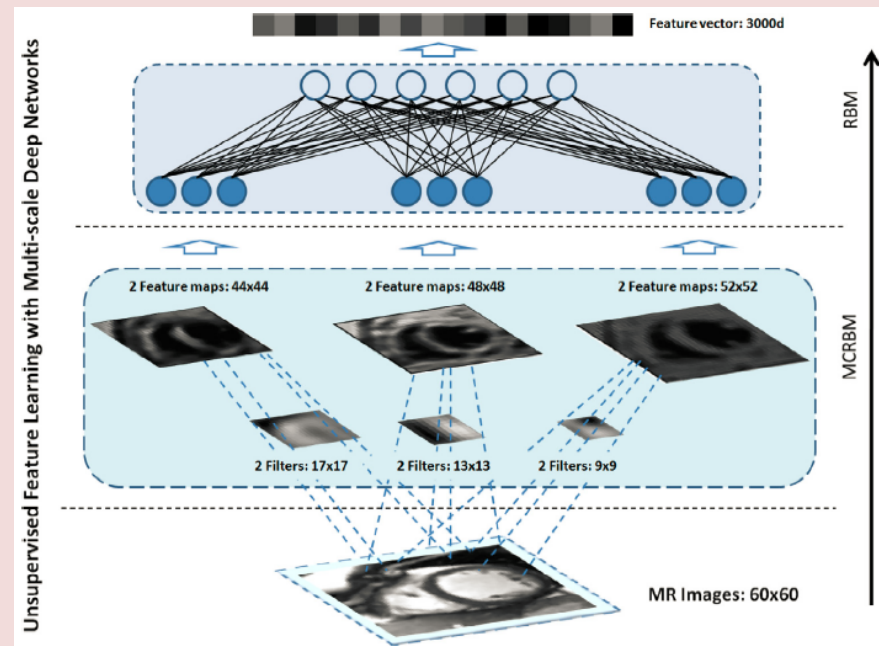 Feature vector: 3000d
Unsupervised Feature Learning with Multi-scale Deep Networks
RBM
2 Feature maps: 44x44
2 Feature maps: 48x48
2 Feature maps: 52x52
MCRBM
2 Filters: 17x17
2 Filters: 13x13
2 Filters: 9x9
MR Images: 60x60